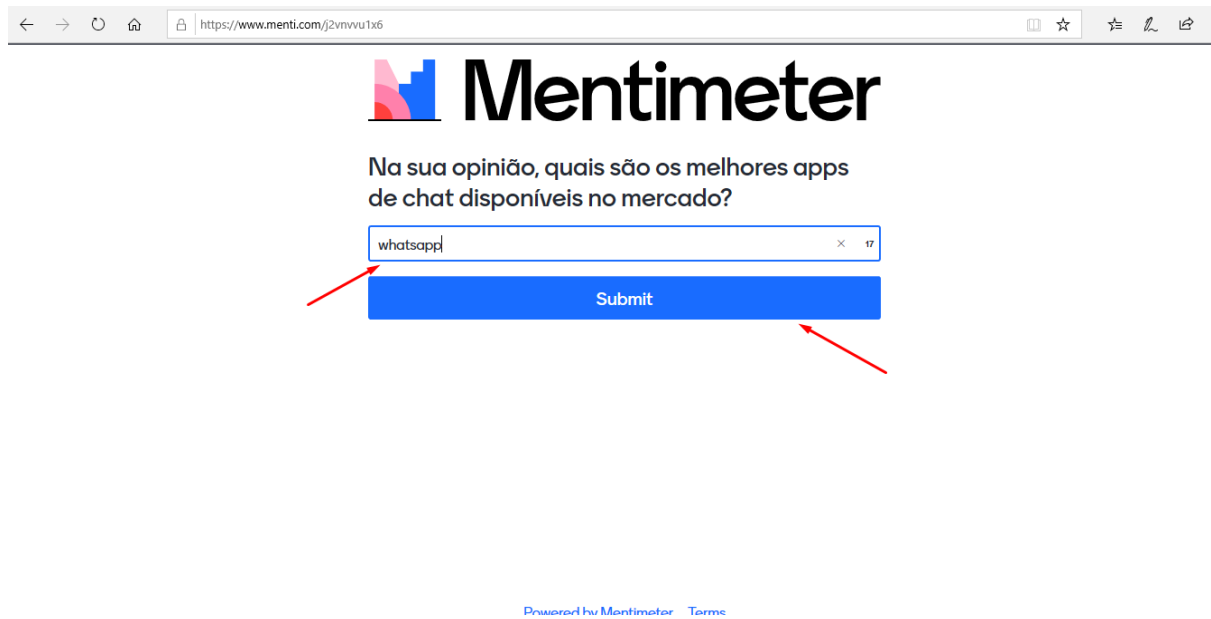 https://www.menti.com/j2vnvvu1x6
Mentimeter
Na sua opinião, quais são os melhores apps
de chat disponíveis no mercado?
whatsapp × 17
Submit
Powered by Mentimeter Terms